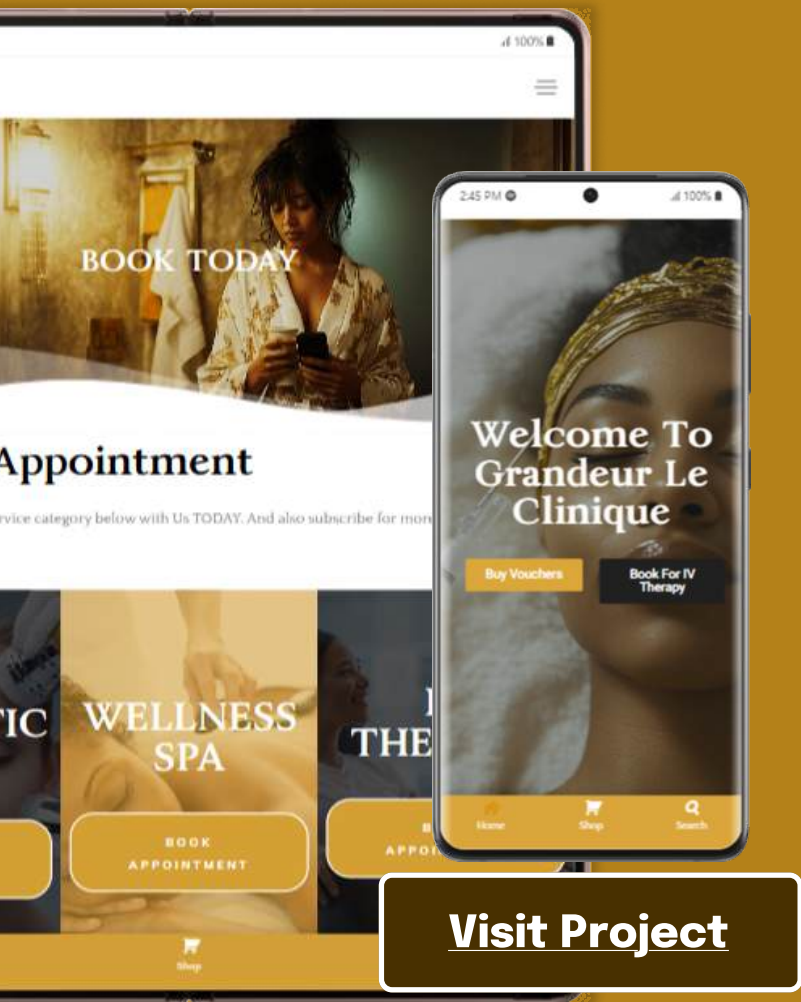 100%
BOOK TODAY
Appointment
rvice category below with Us TODAY. And also subscribe for more
TIC
WELLNESS
SPA
THE
BOOK
APPOINTMENT
B
APPOI
Shop
2:45 PM
100%
Welcome To
Grandeur Le
Clinique
Buy Vouchers
Book For IV
Therapy
Home
Shop
Search
Visit Project